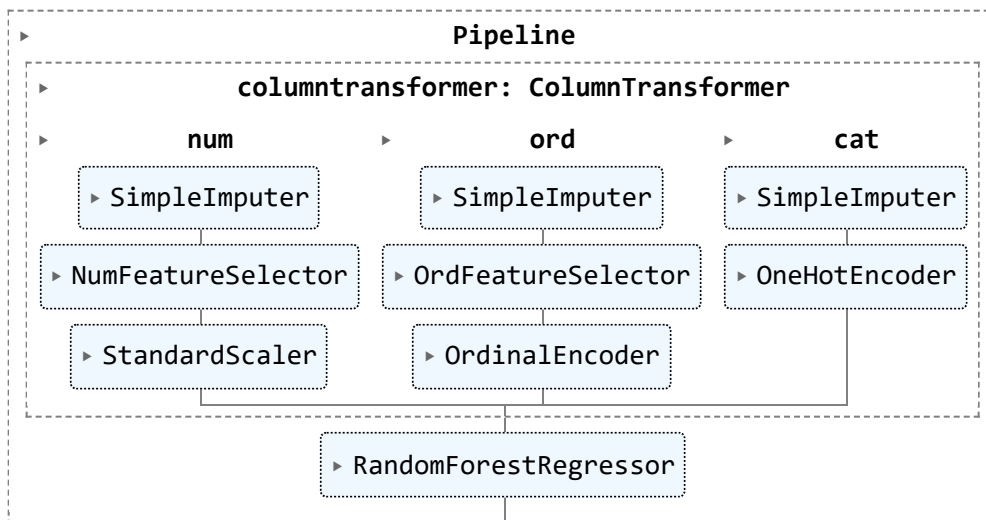 Pipeline
columntransformer: ColumnTransformer
num ord cat
SimpleImputer SimpleImputer SimpleImputer
NumFeatureSelector OrdFeatureSelector OneHotEncoder
StandardScaler OrdinalEncoder
RandomForestRegressor